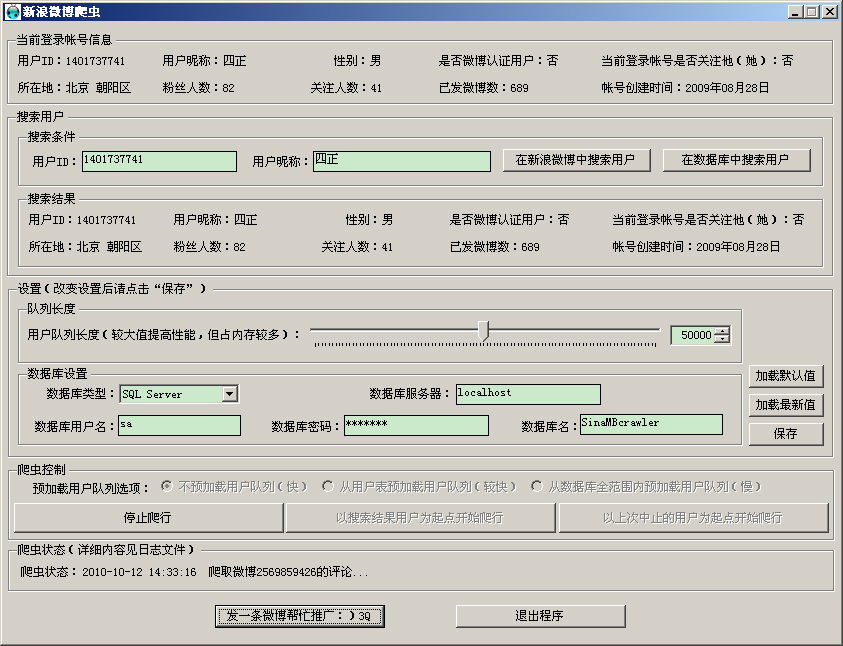 新浪微博爬虫
当前登录帐号信息
用户ID：1401737741 用户昵称：四正 性别：男 是否微博认证用户：否 当前登录帐号是否关注他（她）：否
所在地：北京 朝阳区 粉丝人数：82 关注人数：41 已发微博数：689 帐号创建时间：2009年08月28日
搜索用户
搜索条件
用户ID： 1401737741 用户昵称： 四正 在新浪微博中搜索用户 在数据库中搜索用户
搜索结果
用户ID：1401737741 用户昵称：四正 性别：男 是否微博认证用户：否 当前登录帐号是否关注他（她）：否
所在地：北京 朝阳区 粉丝人数：82 关注人数：41 已发微博数：689 帐号创建时间：2009年08月28日
设置（改变设置后请点击“保存”）
队列长度
用户队列长度（较大值提高性能，但占内存较多）： 50000
数据库设置
数据库类型： SQL Server 数据库服务器： localhost
数据库用户名： sa 数据库密码： ******* 数据库名： SinaMBcrawler
加载默认值
加载最新值
保存
爬虫控制
预加载用户队列选项： 不预加载用户队列（快） 从用户表预加载用户队列（较快） 从数据库全范围内预加载用户队列（慢）
停止爬行 以搜索结果用户为起点开始爬行 以上次中止的用户为起点开始爬行
爬虫状态（详细内容见日志文件）
爬虫状态：2010-10-12 14:33:16 爬取微博2569859426的评论...
发一条微博帮忙推广：）3Q 退出程序